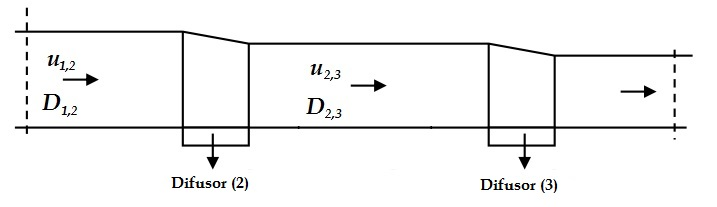 u1,2
D1,2
u2,3
D2,3
Difusor (2)
Difusor (3)